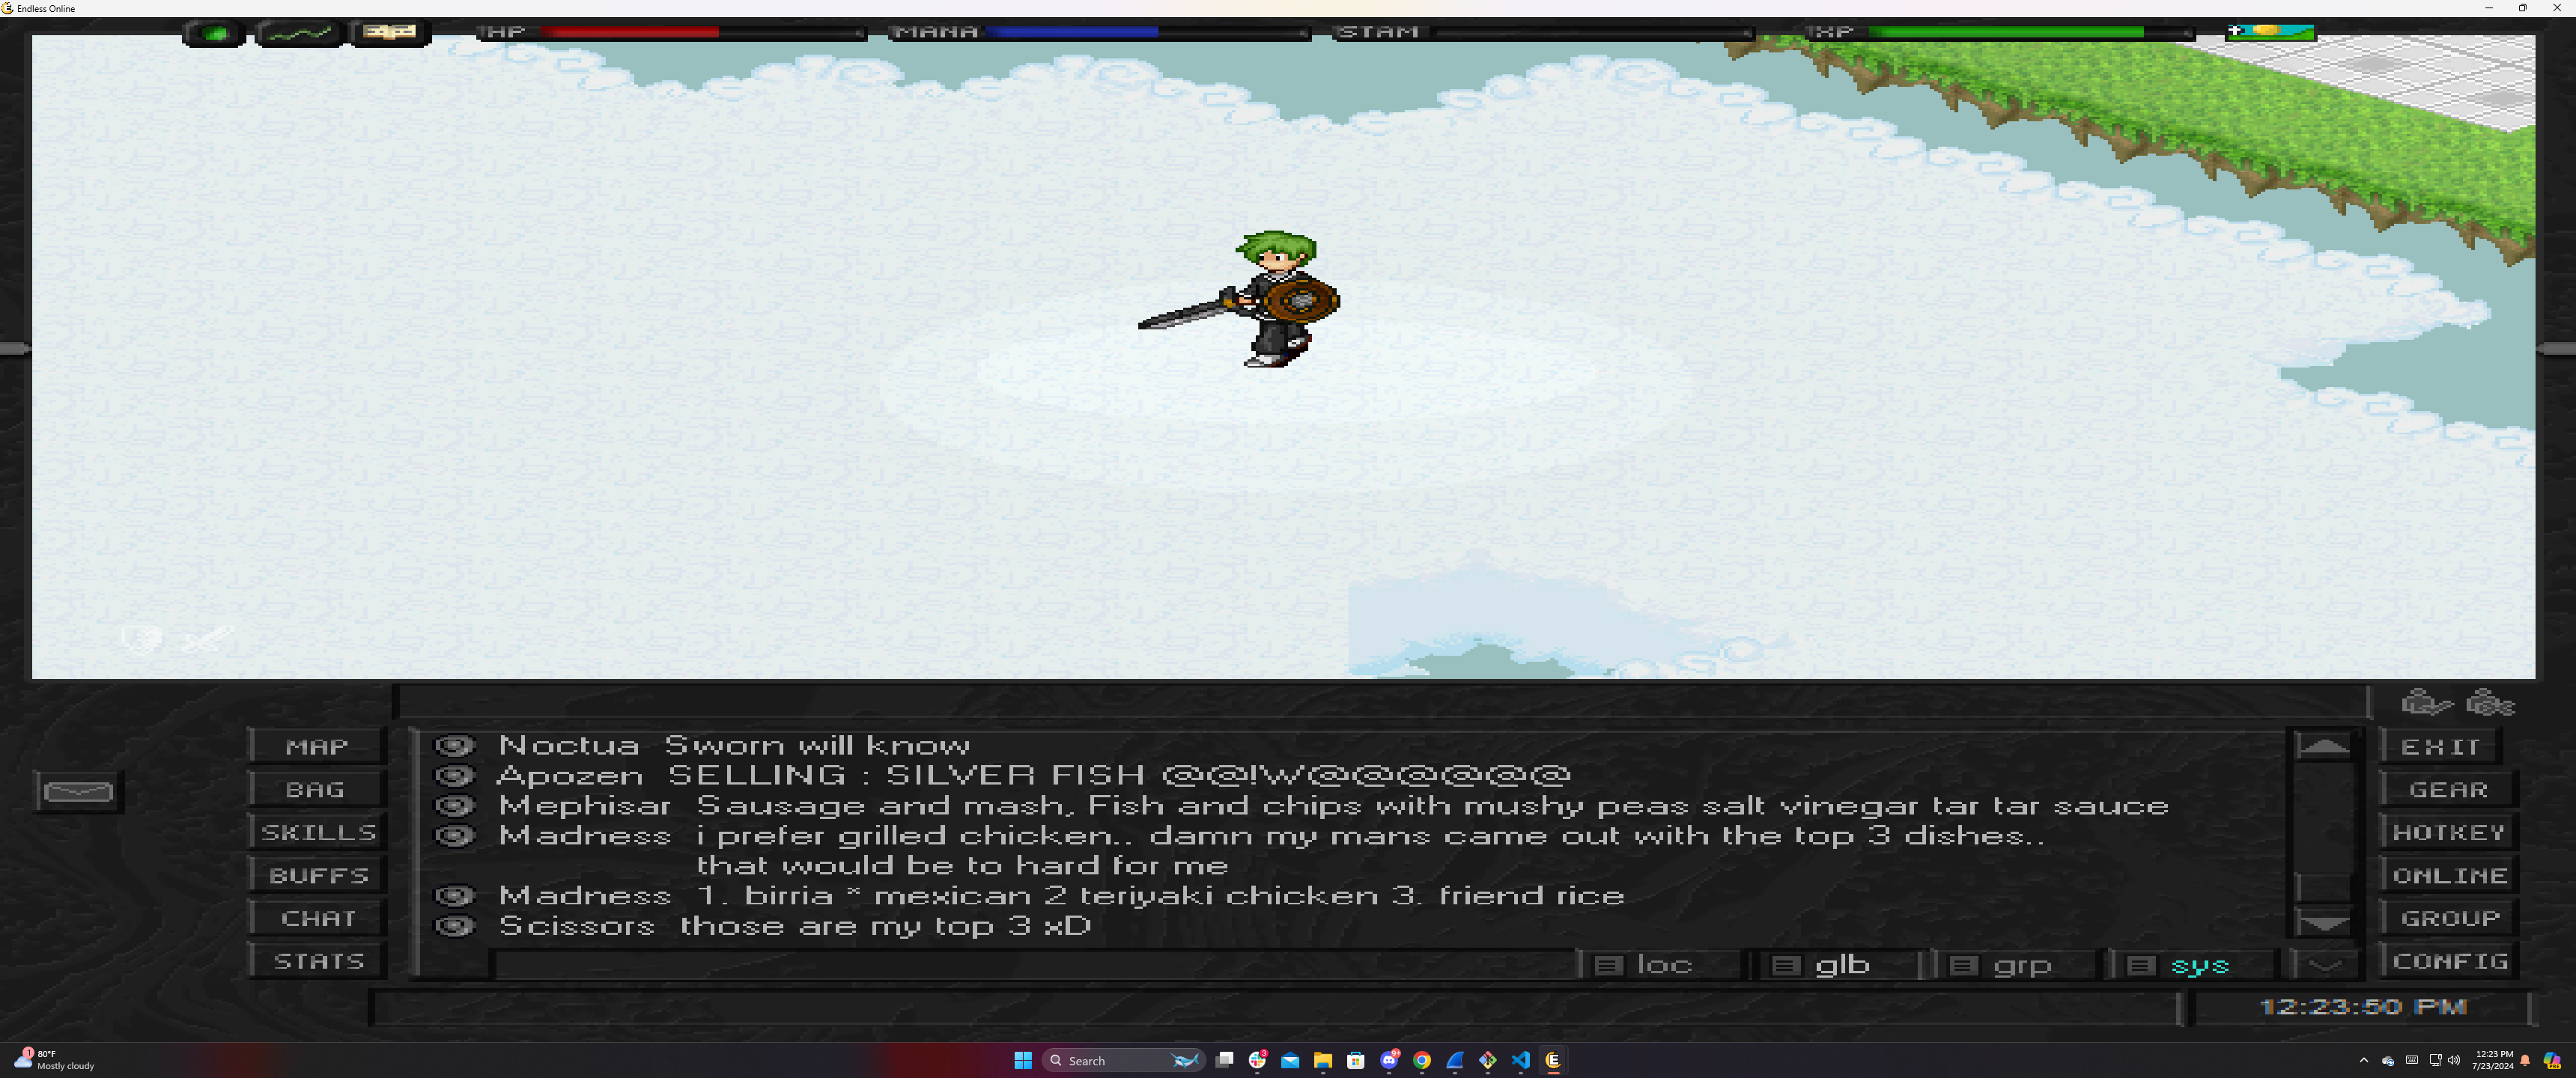 Endless Online
HP
MANA
STAM
XP
MAP
BAG
SKILLS
BUFFS
CHAT
STATS
Noctua Sworn will know
Apozen SELLING : SILVER FISH @@!W@@@@@@@
Mephisar Sausage and mash, Fish and chips with mushy peas salt vinegar tar tar sauce
Madness i prefer grilled chicken.. damn my mans came out with the top 3 dishes..
that would be to hard for me
Madness 1. birria * mexican 2 teriyaki chicken 3. friend rice
Scissors those are my top 3 xD
loc
glb
grp
sys
EXIT
GEAR
HOTKEY
ONLINE
GROUP
CONFIG
12:23:50 PM
1
80°F
Mostly cloudy
Search
3
9+
12:23 PM
7/23/2024